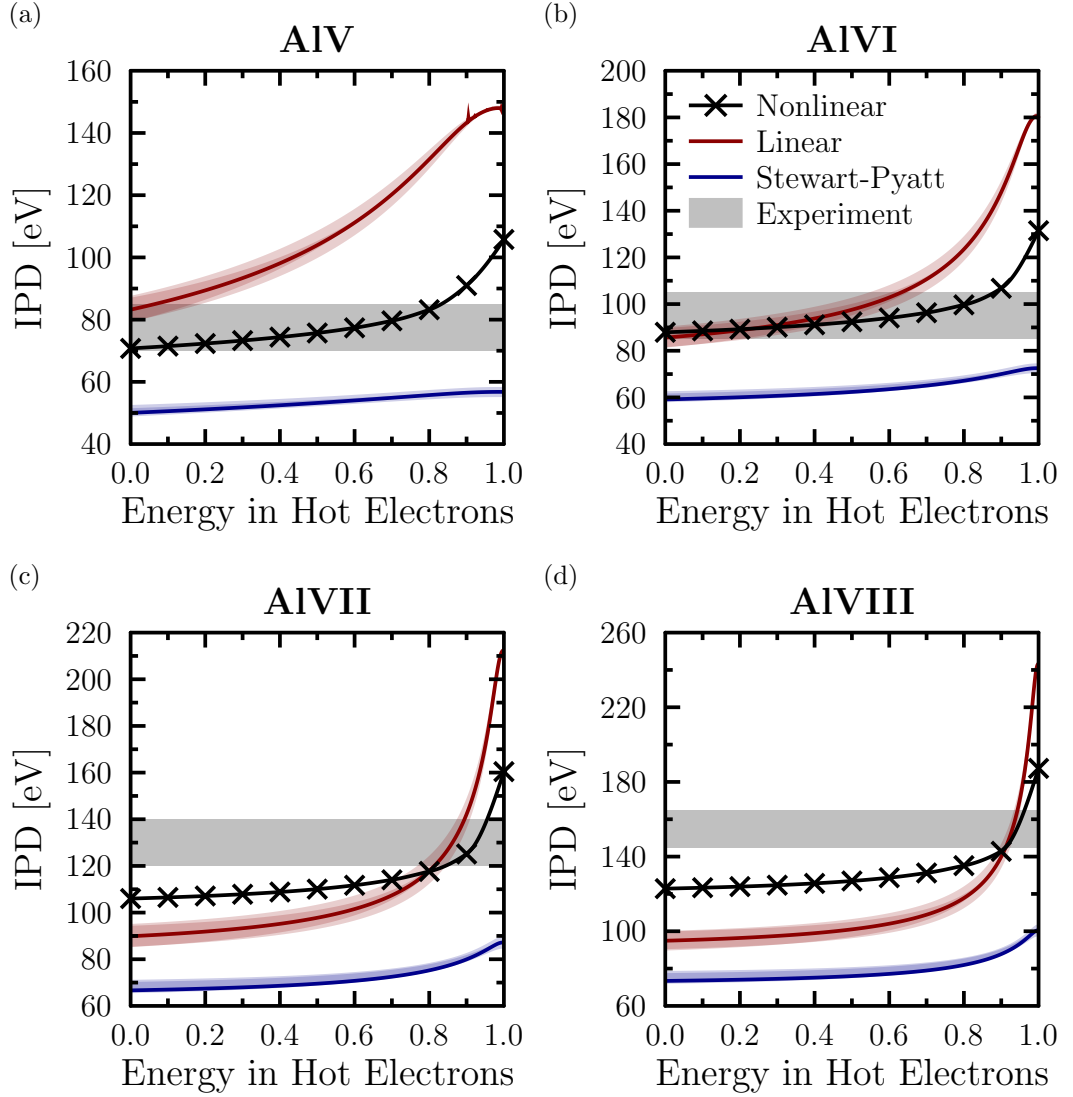 (a)
AlV
IPD [eV]
160
140
120
100
80
60
40
0.0 0.2 0.4 0.6 0.8 1.0
Energy in Hot Electrons
(b)
AlVI
IPD [eV]
200
180
160
140
120
100
80
60
40
Nonlinear
Linear
Stewart-Pyatt
Experiment
0.0 0.2 0.4 0.6 0.8 1.0
Energy in Hot Electrons
(c)
AlVII
IPD [eV]
220
200
180
160
140
120
100
80
60
0.0 0.2 0.4 0.6 0.8 1.0
Energy in Hot Electrons
(d)
AlVIII
IPD [eV]
260
220
180
140
100
60
0.0 0.2 0.4 0.6 0.8 1.0
Energy in Hot Electrons